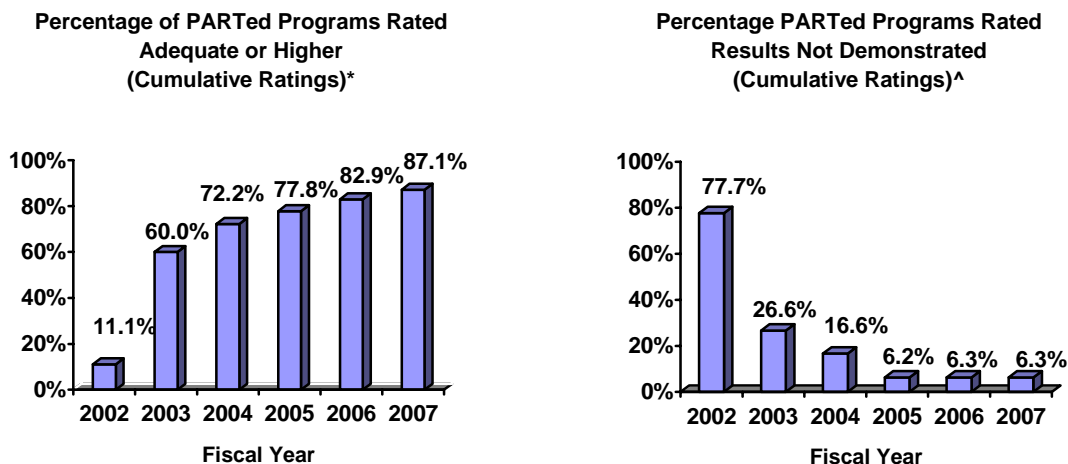 Percentage of PARTed Programs Rated
Adequate or Higher
(Cumulative Ratings)*
100%
80%
60%
40%
20%
0%
11.1%
60.0%
72.2%
77.8%
82.9%
87.1%
2002 2003 2004 2005 2006 2007
Fiscal Year
Percentage PARTed Programs Rated
Results Not Demonstrated
(Cumulative Ratings)^
100%
80%
60%
40%
20%
0%
77.7%
26.6%
16.6%
6.2%
6.3%
6.3%
2002 2003 2004 2005 2006 2007
Fiscal Year